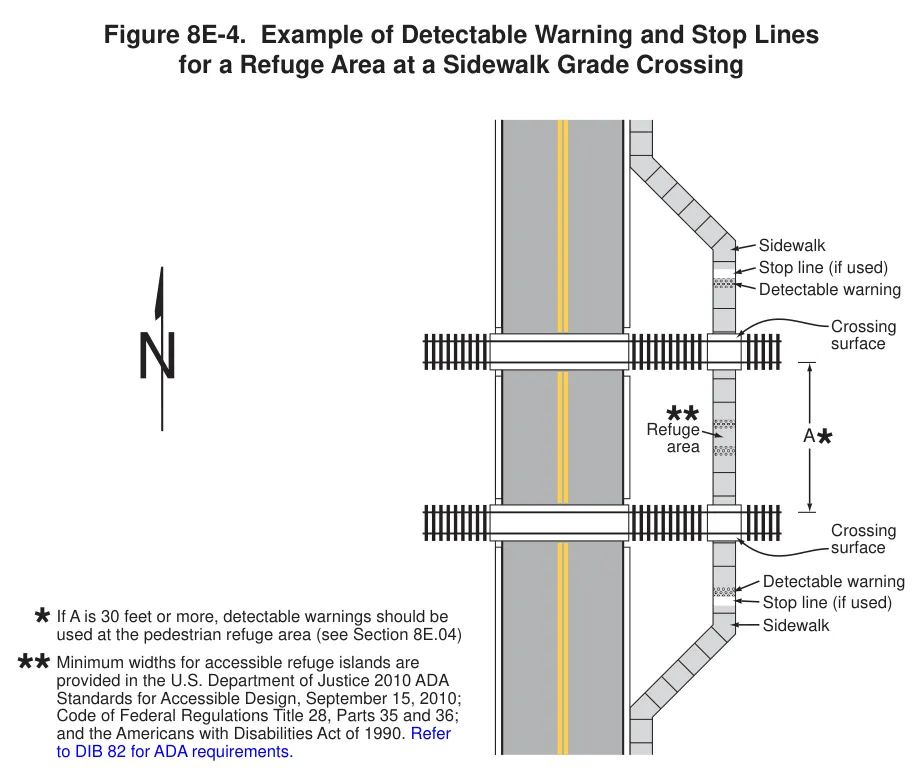 Figure 8E-4.  Example of Detectable Warning and Stop Lines
for a Refuge Area at a Sidewalk Grade Crossing
Sidewalk
Stop line (if used)
Detectable warning
Crossing
surface
N
**
Refuge
area
A*
Crossing
surface
Detectable warning
Stop line (if used)
Sidewalk
* If A is 30 feet or more, detectable warnings should be
used at the pedestrian refuge area (see Section 8E.04)
** Minimum widths for accessible refuge islands are
provided in the U.S. Department of Justice 2010 ADA
Standards for Accessible Design, September 15, 2010;
Code of Federal Regulations Title 28, Parts 35 and 36;
and the Americans with Disabilities Act of 1990. Refer
to DIB 82 for ADA requirements.